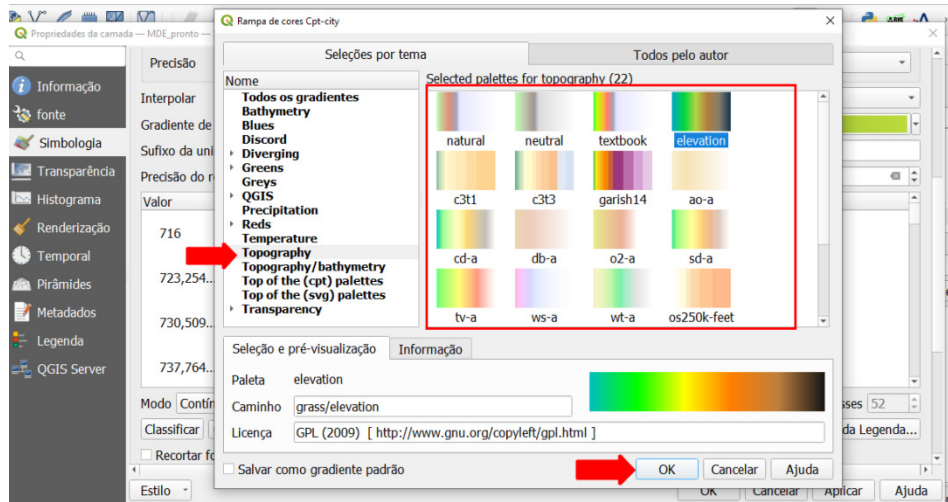 Propriedades da camada — MDE_pronto —
Rampa de cores Cpt-city
Informação
fonte
Simbologia
Transparência
Histograma
Renderização
Temporal
Pirâmides
Metadados
Legenda
QGIS Server
Precisão
Interpolar
Gradiente de
Sufixo da uni
Precisão do r
Valor
716
723,254...
730,509...
737,764...
Modo Contín
Classificar
Recortar fo
Estilo
Seleções por tema
Todos pelo autor
Nome
Todos os gradientes
Bathymetry
Blues
Discord
Diverging
Greens
Greys
QGIS
Precipitation
Reds
Temperature
Topography
Topography/bathymetry
Top of the (cpt) palettes
Top of the (svg) palettes
Transparency
Selected palettes for topography (22)
natural neutral textbook elevation
c3t1 c3t3 garish14 ao-a
cd-a db-a o2-a sd-a
tv-a ws-a wt-a os250k-feet
Seleção e pré-visualização Informação
Paleta elevation
Caminho grass/elevation
Licença GPL (2009) [ http://www.gnu.org/copyleft/gpl.html ]
Salvar como gradiente padrão
OK Cancelar Ajuda
sses 52
da Legenda...
OK Cancelar Aplicar Ajuda